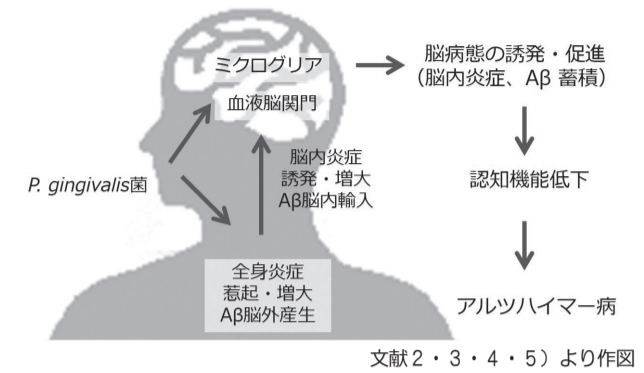 ミクログリア
血液脳関門
脳病態の誘発・促進
(脳内炎症、Aβ 蓄積)
脳内炎症
誘発・増大
Aβ脳内輸入
P. gingivalis菌
認知機能低下
全身炎症
惹起・増大
Aβ脳外産生
アルツハイマー病
文献2・3・4・5)より作図